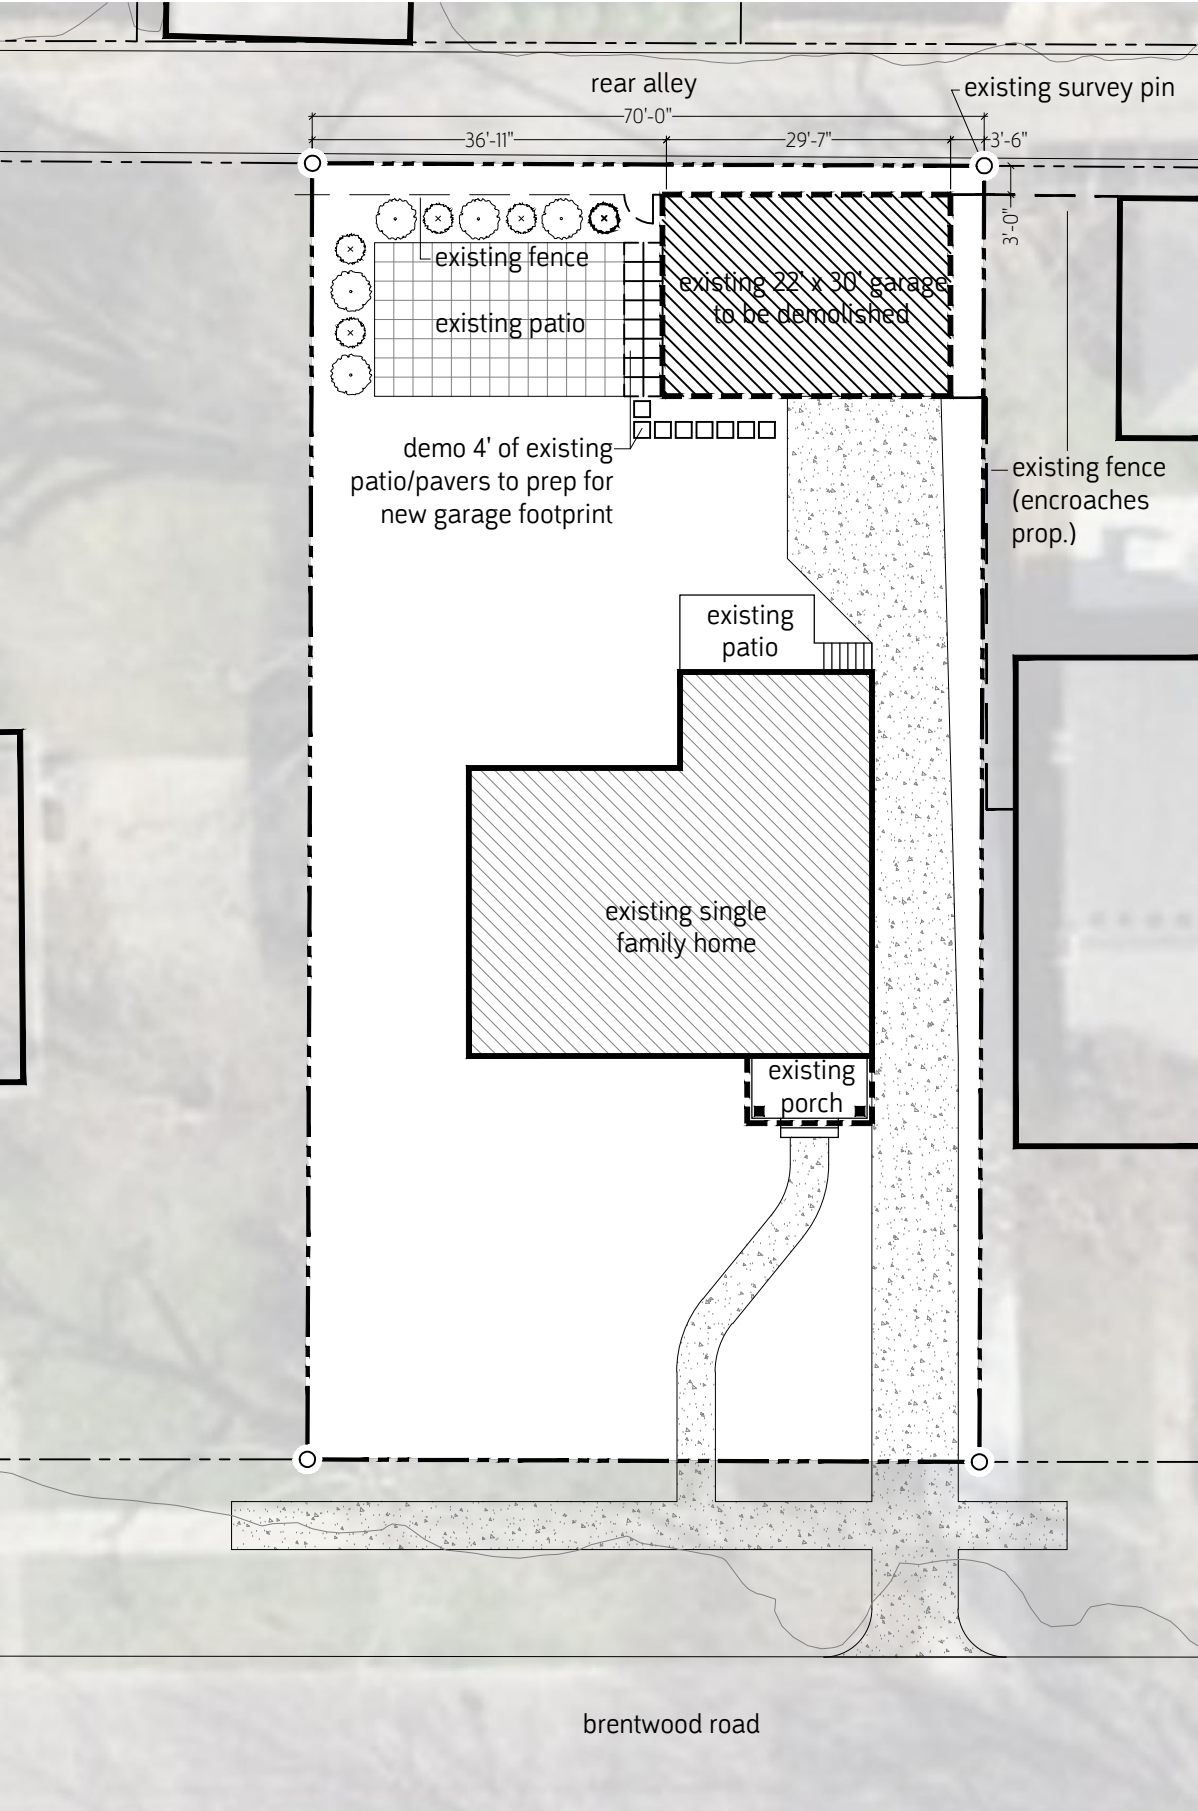 rear alley
existing survey pin
70'-0"
36'-11"
29'-7"
3'-6"
3'-0"
existing fence
existing 22' x 30' garage
to be demolished
existing patio
demo 4' of existing
patio/pavers to prep for
new garage footprint
existing fence
(encroaches
prop.)
existing
patio
existing single
family home
existing
porch
brentwood road